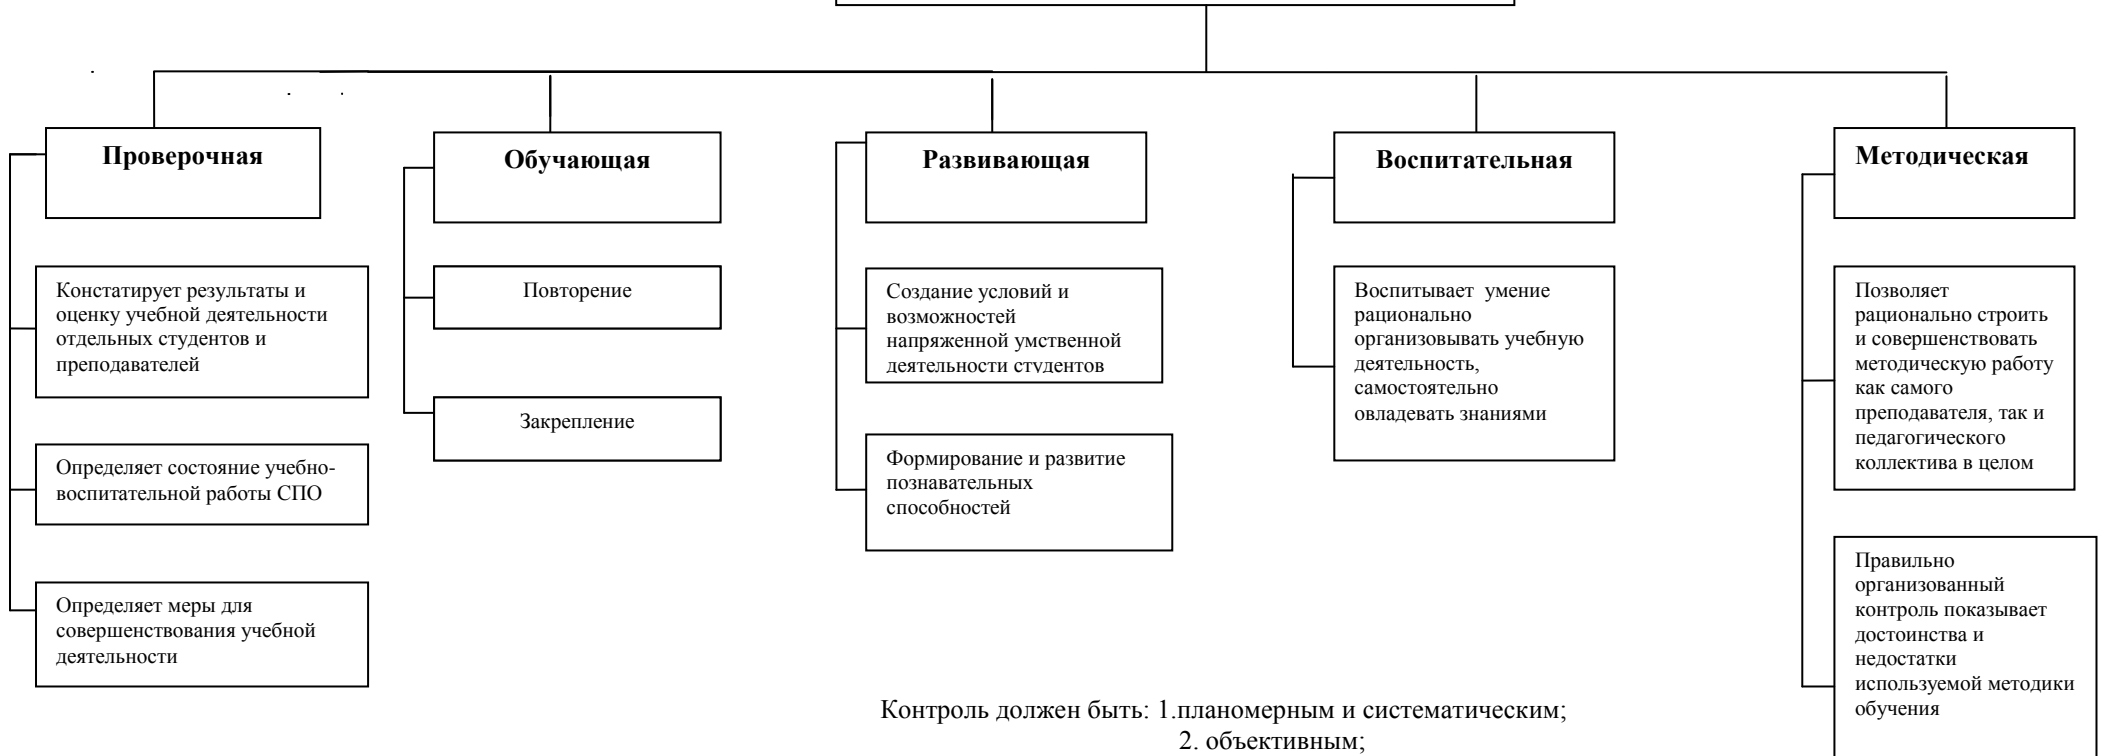 Проверочная
Констатирует результаты и
оценку учебной деятельности
отдельных студентов и
преподавателей
Определяет состояние учебно-
воспитательной работы СПО
Определяет меры для
совершенствования учебной
деятельности
Обучающая
Повторение
Закрепление
Развивающая
Создание условий и
возможностей
напряженной умственной
деятельности студентов
Формирование и развитие
познавательных
способностей
Воспитательная
Воспитывает  умение
рационально
организовывать учебную
деятельность,
самостоятельно
овладевать знаниями
Методическая
Позволяет
рационально строить
и совершенствовать
методическую работу
как самого
преподавателя, так и
педагогического
коллектива в целом
Правильно
организованный
контроль показывает
достоинства и
недостатки
используемой методики
обучения
Контроль должен быть: 1.планомерным и систематическим;
2. объективным;